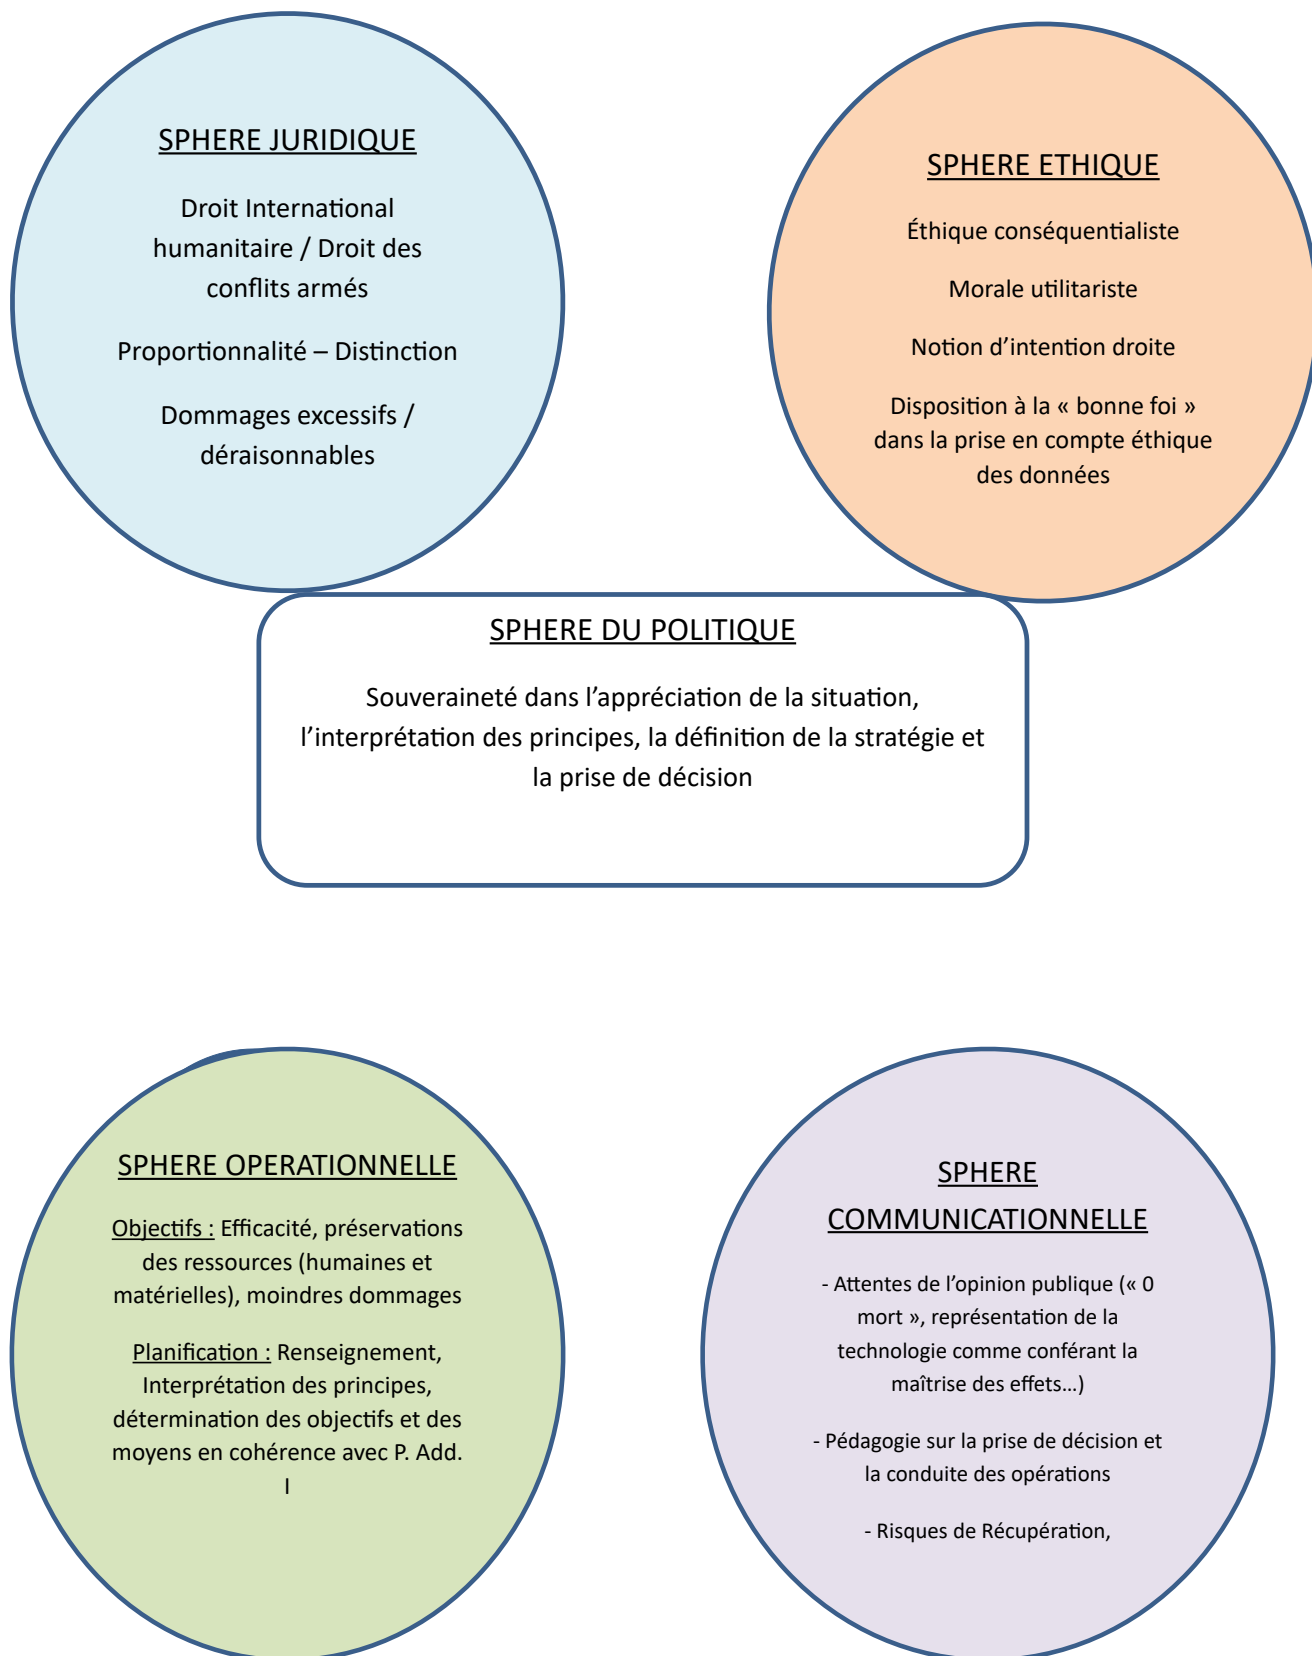 SPHERE JURIDIQUE
Droit International
humanitaire / Droit des
conflits armés
Proportionnalité – Distinction
Dommages excessifs /
déraisonnables
SPHERE ETHIQUE
Éthique conséquentialiste
Morale utilitariste
Notion d’intention droite
Disposition à la « bonne foi »
dans la prise en compte éthique
des données
SPHERE DU POLITIQUE
Souveraineté dans l’appréciation de la situation,
l’interprétation des principes, la définition de la stratégie et
la prise de décision
SPHERE OPERATIONNELLE
Objectifs : Efficacité, préservations
des ressources (humaines et
matérielles), moindres dommages
Planification : Renseignement,
Interprétation des principes,
détermination des objectifs et des
moyens en cohérence avec P. Add.
I
SPHERE
COMMUNICATIONNELLE
- Attentes de l’opinion publique (« 0
mort », représentation de la
technologie comme conférant la
maîtrise des effets…)
- Pédagogie sur la prise de décision et
la conduite des opérations
- Risques de Récupération,